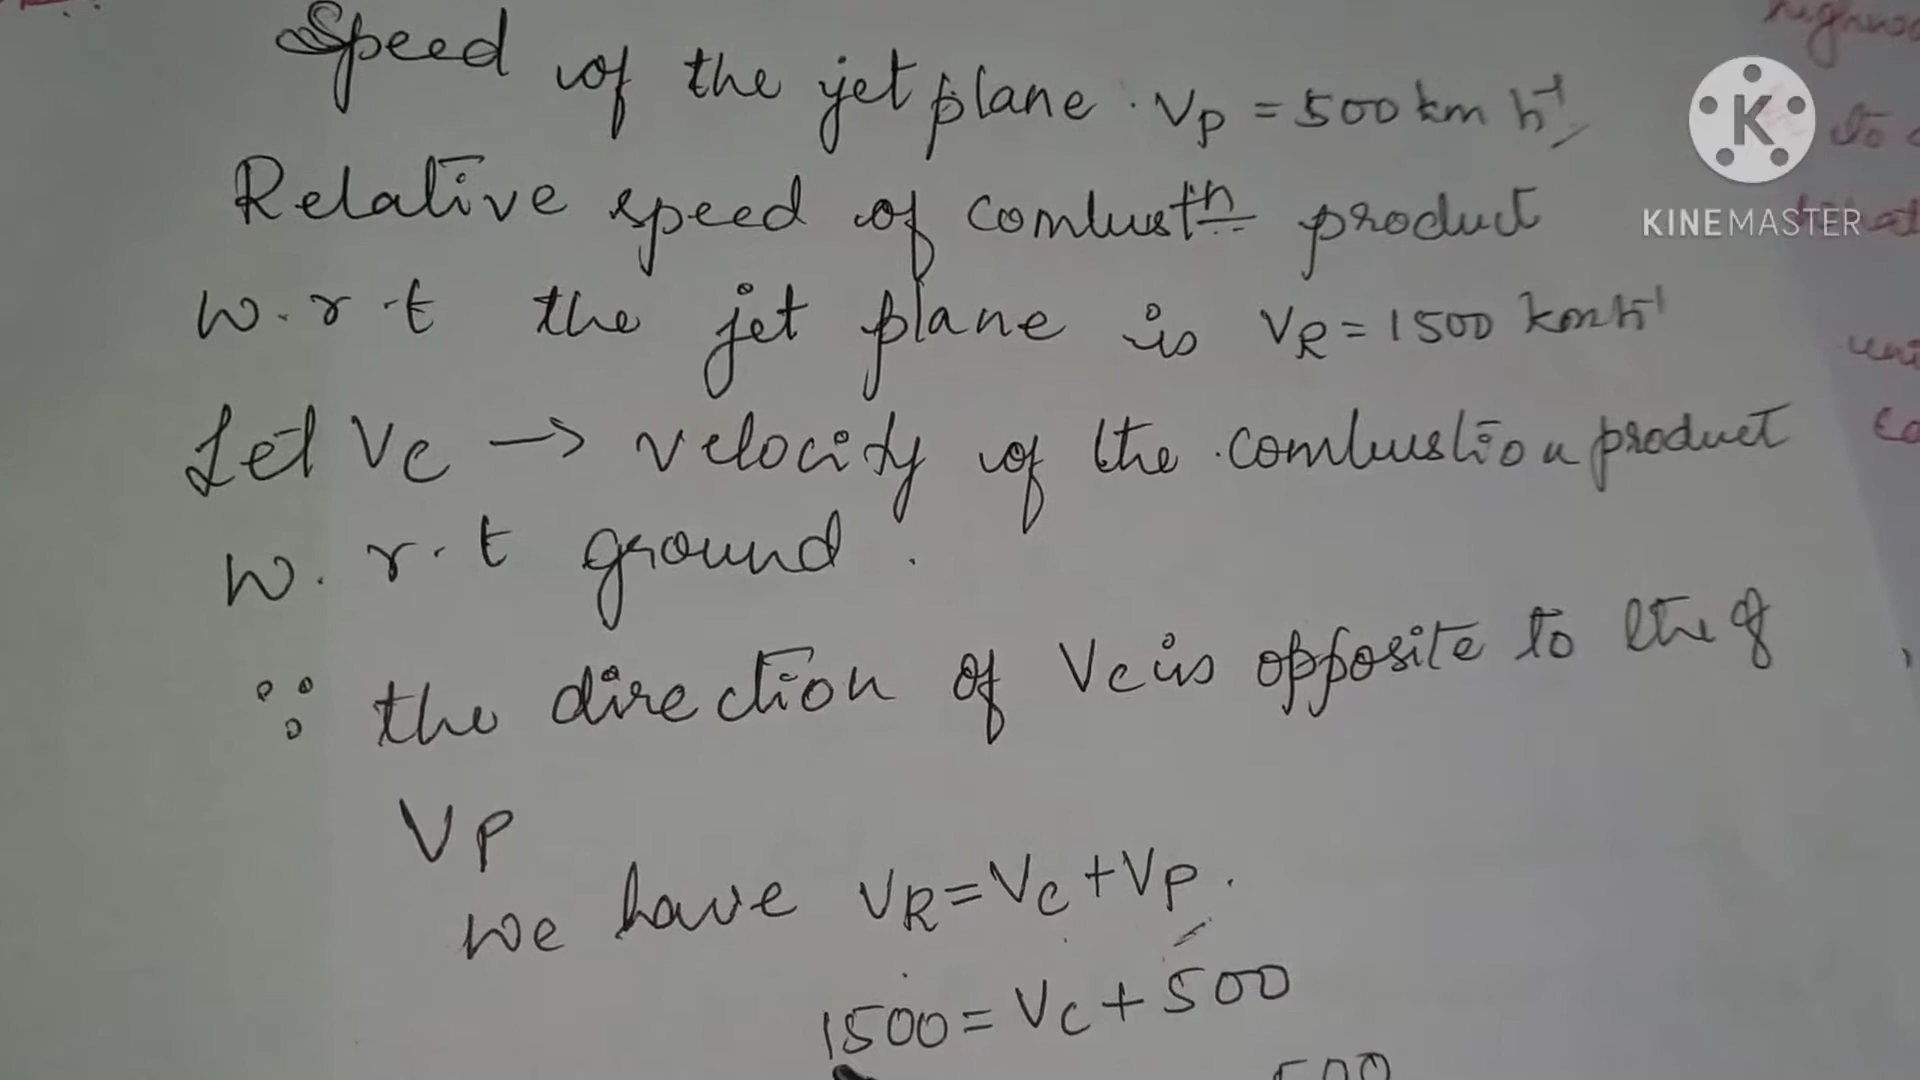 Speed of the jet plane. VP = 500 km h⁻¹
Relative speed of combustn product
w.r.t the jet plane is VR = 1500 km h⁻¹
Let VC → velocity of the combustion product
w.r.t ground.
∵ the direction of VC is opposite to the of
VP
we have VR = VC + VP.
1500 = VC + 500
500
K
KINEMASTER
to